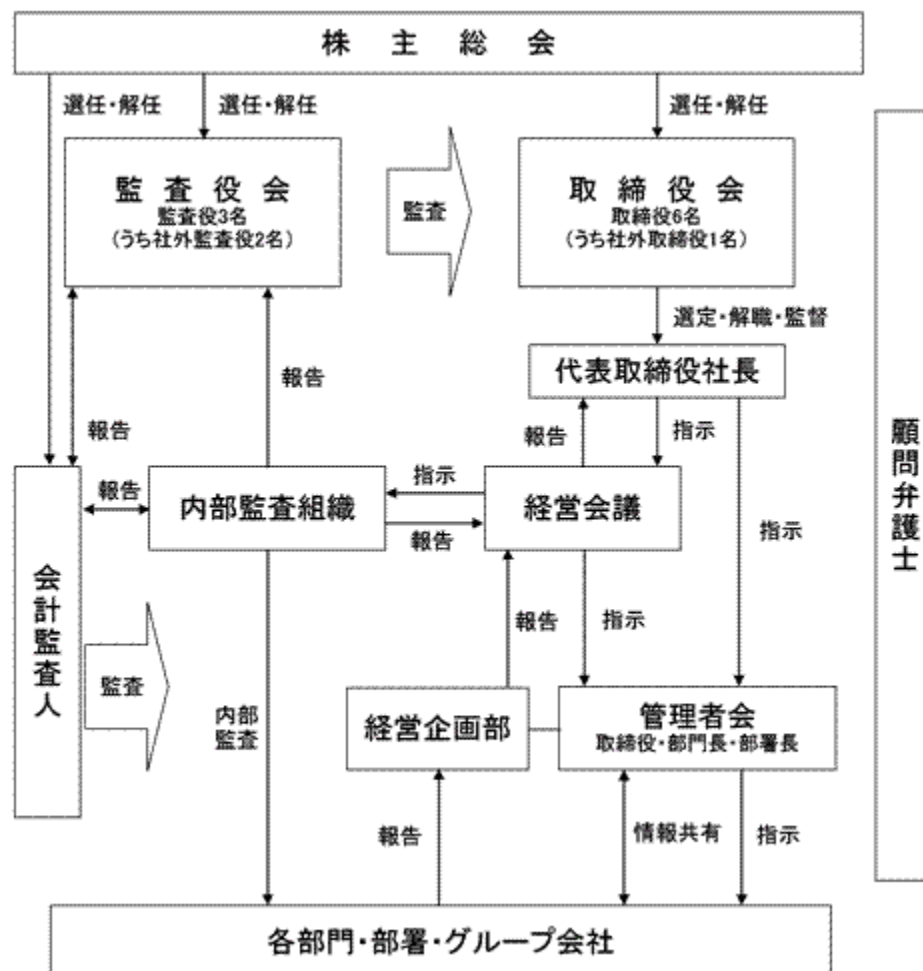 株主総会
選任・解任
選任・解任
選任・解任
監査役会
監査役3名
(うち社外監査役2名)
監査
取締役会
取締役6名
(うち社外取締役1名)
選定・解職・監督
代表取締役社長
報告
報告
報告
指示
報告
内部監査組織
指示
報告
経営会議
指示
顧問弁護士
会計監査人
監査
報告
指示
内部
監査
経営企画部
管理者会
取締役・部門長・部署長
報告
情報共有
指示
各部門・部署・グループ会社